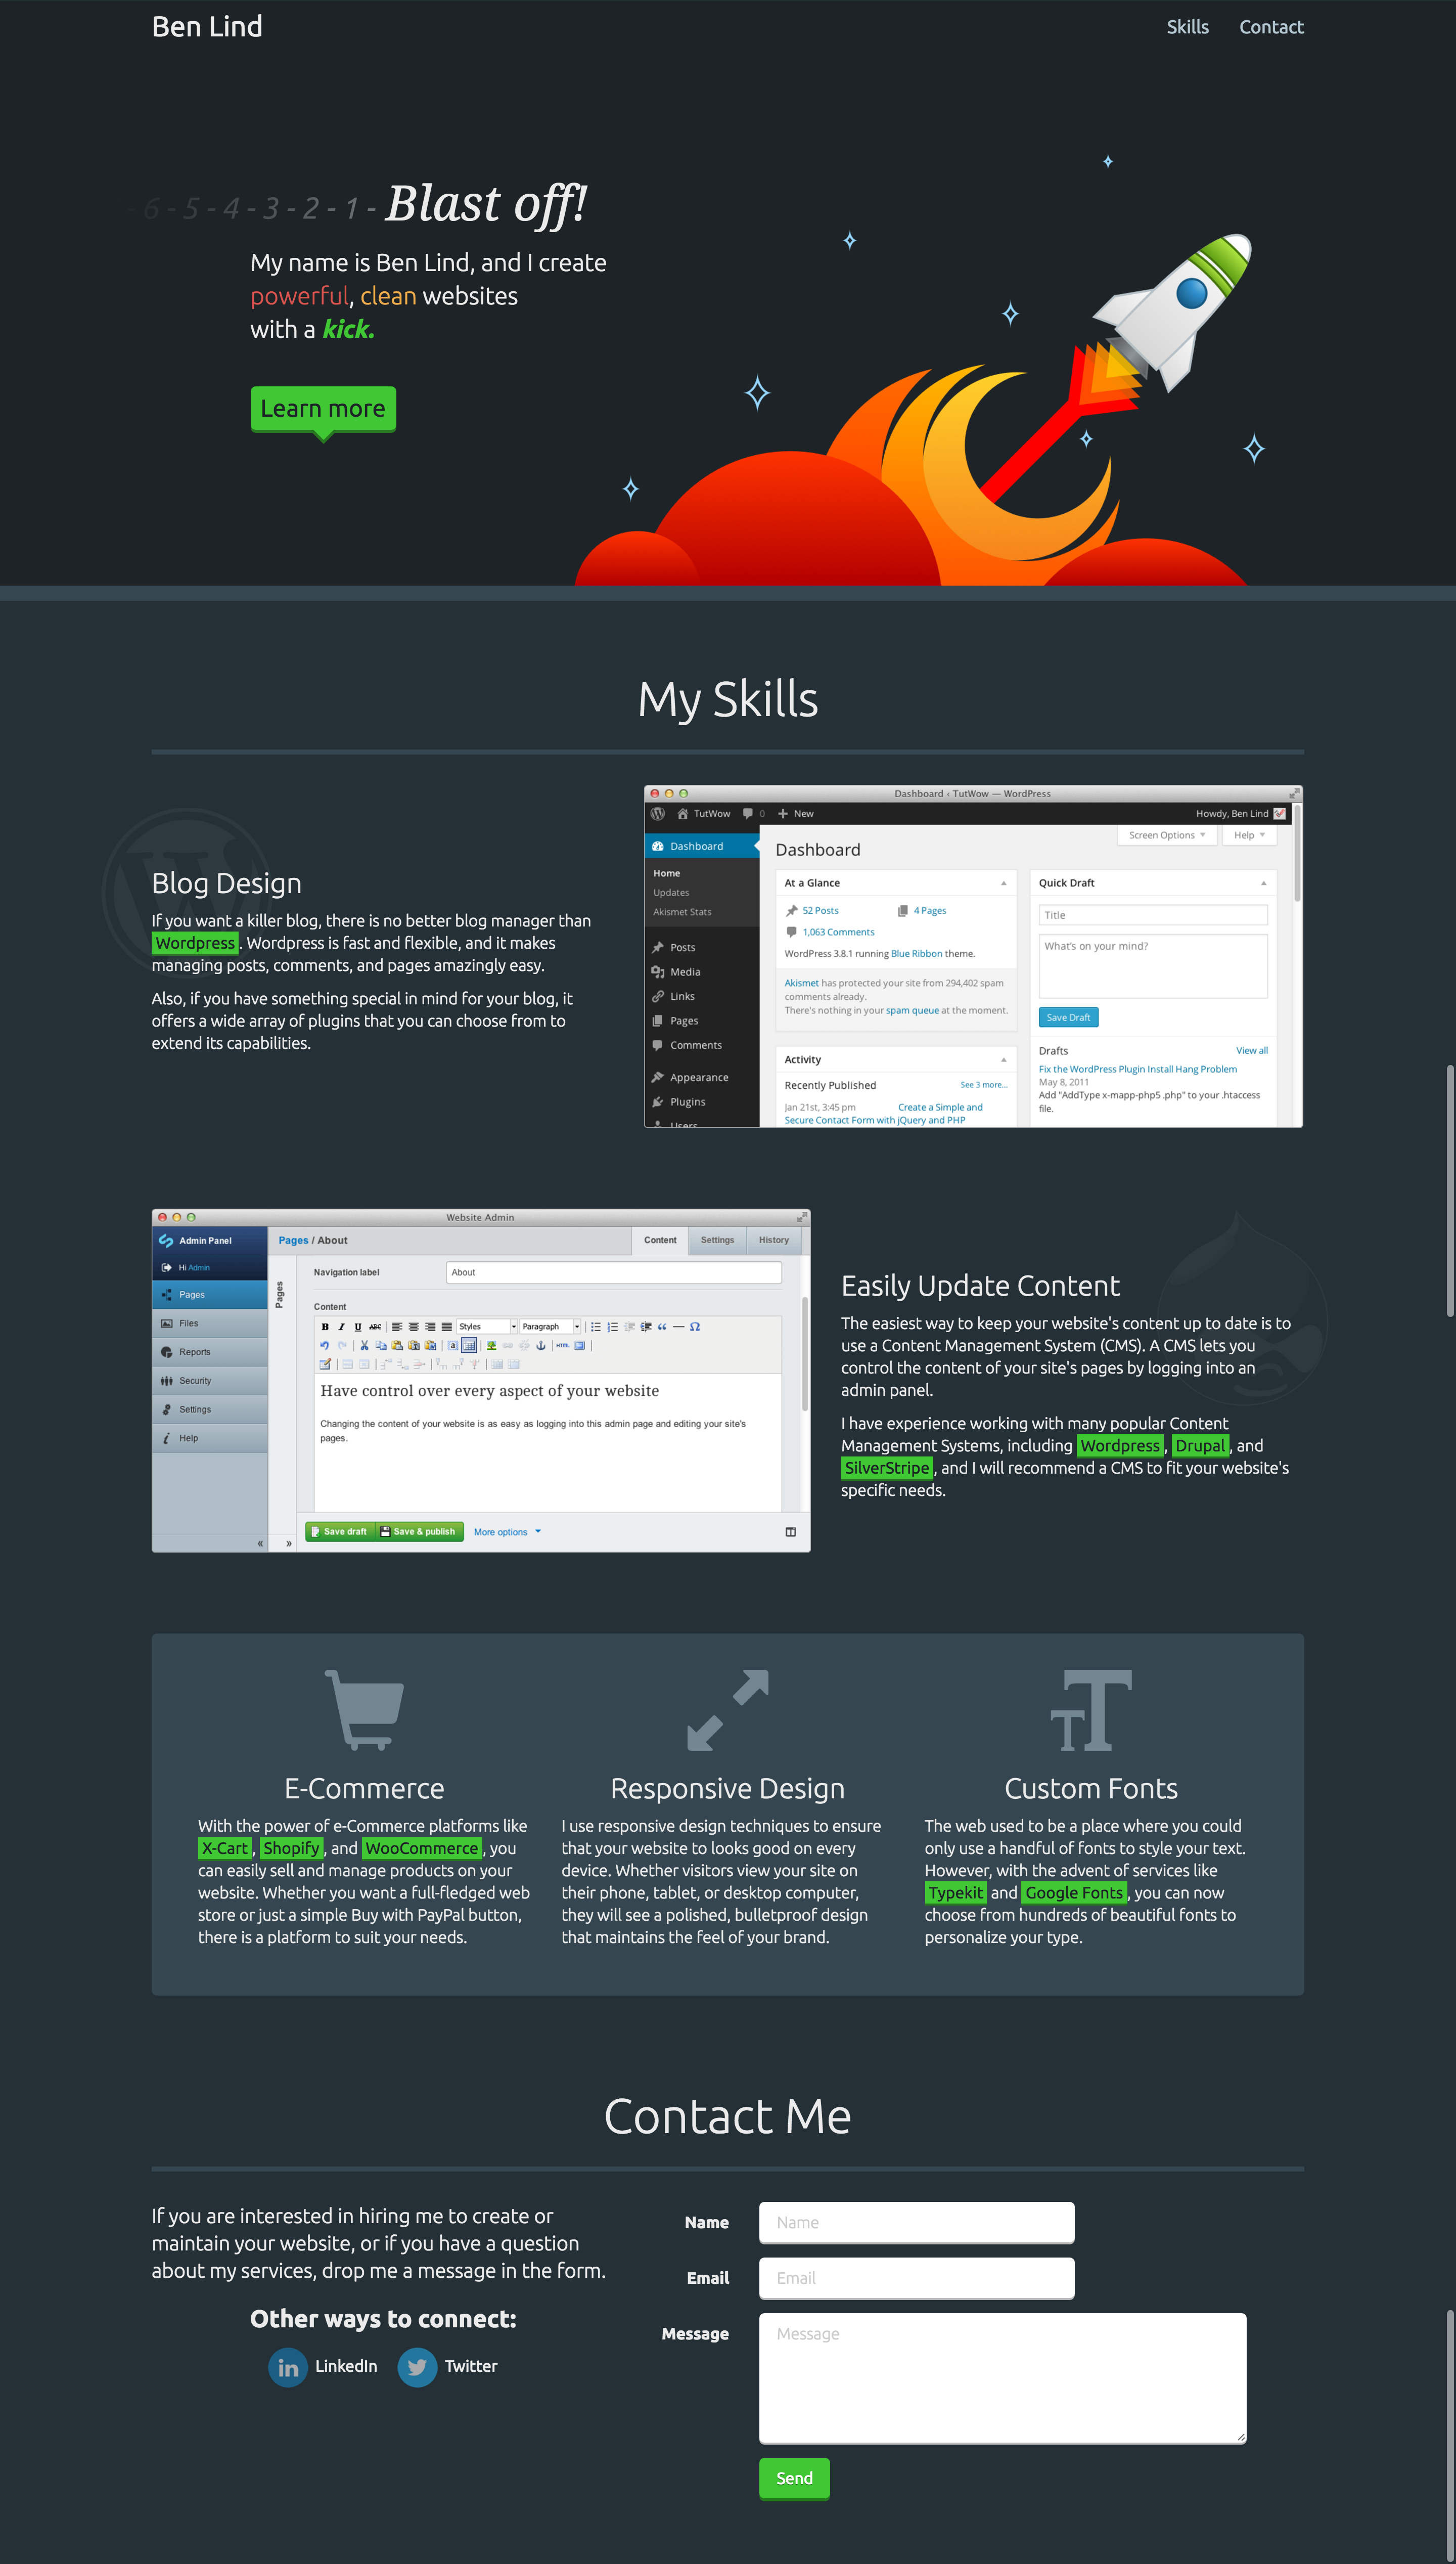 Ben Lind
Skills
Contact
- 6 - 5 - 4 - 3 - 2 - 1 - Blast off!
My name is Ben Lind, and I create
powerful, clean websites
with a kick.
Learn more
My Skills
Blog Design
If you want a killer blog, there is no better blog manager than
Wordpress. Wordpress is fast and flexible, and it makes
managing posts, comments, and pages amazingly easy.
Also, if you have something special in mind for your blog, it
offers a wide array of plugins that you can choose from to
extend its capabilities.
Dashboard ‹ TutWow — WordPress
TutWow
0
New
Howdy, Ben Lind
Dashboard
Home
Updates
Akismet Stats
Posts
Media
Links
Pages
Comments
Appearance
Plugins
Users
Screen Options
Help
Dashboard
At a Glance
52 Posts
4 Pages
1,063 Comments
WordPress 3.8.1 running Blue Ribbon theme.
Akismet has protected your site from 294,402 spam
comments already.
There's nothing in your spam queue at the moment.
Activity
Recently Published
See 3 more...
Jan 21st, 3:45 pm
Create a Simple and
Secure Contact Form with jQuery and PHP
Quick Draft
Title
What's on your mind?
Save Draft
Drafts
View all
Fix the WordPress Plugin Install Hang Problem
May 8, 2011
Add "AddType x-mapp-php5 .php" to your .htaccess
file.
Website Admin
Admin Panel
Hi Admin
Pages
Files
Reports
Security
Settings
Help
«
Pages
»
Pages / About
Content
Settings
History
Navigation label
About
Content
B I U ABC
Styles
Paragraph
HTML
Have control over every aspect of your website
Changing the content of your website is as easy as logging into this admin page and editing your site's
pages.
Save draft
Save & publish
More options
Easily Update Content
The easiest way to keep your website's content up to date is to
use a Content Management System (CMS). A CMS lets you
control the content of your site's pages by logging into an
admin panel.
I have experience working with many popular Content
Management Systems, including Wordpress, Drupal, and
SilverStripe, and I will recommend a CMS to fit your website's
specific needs.
E-Commerce
With the power of e-Commerce platforms like
X-Cart, Shopify, and WooCommerce, you
can easily sell and manage products on your
website. Whether you want a full-fledged web
store or just a simple Buy with PayPal button,
there is a platform to suit your needs.
Responsive Design
I use responsive design techniques to ensure
that your website to looks good on every
device. Whether visitors view your site on
their phone, tablet, or desktop computer,
they will see a polished, bulletproof design
that maintains the feel of your brand.
Custom Fonts
The web used to be a place where you could
only use a handful of fonts to style your text.
However, with the advent of services like
Typekit and Google Fonts, you can now
choose from hundreds of beautiful fonts to
personalize your type.
Contact Me
If you are interested in hiring me to create or
maintain your website, or if you have a question
about my services, drop me a message in the form.
Other ways to connect:
LinkedIn
Twitter
Name
Name
Email
Email
Message
Message
Send